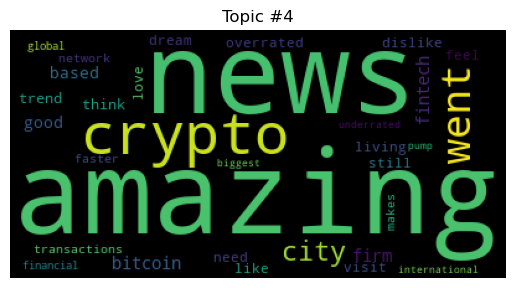 Topic #4
global
dream
overrated
dislike
network
feel
based
love
news
fintech
went
trend
think
good
crypto
underrated
pump
faster
biggest
living
still
amazing
makes
transactions
city
firm
bitcoin
need
like
visit
financial
international